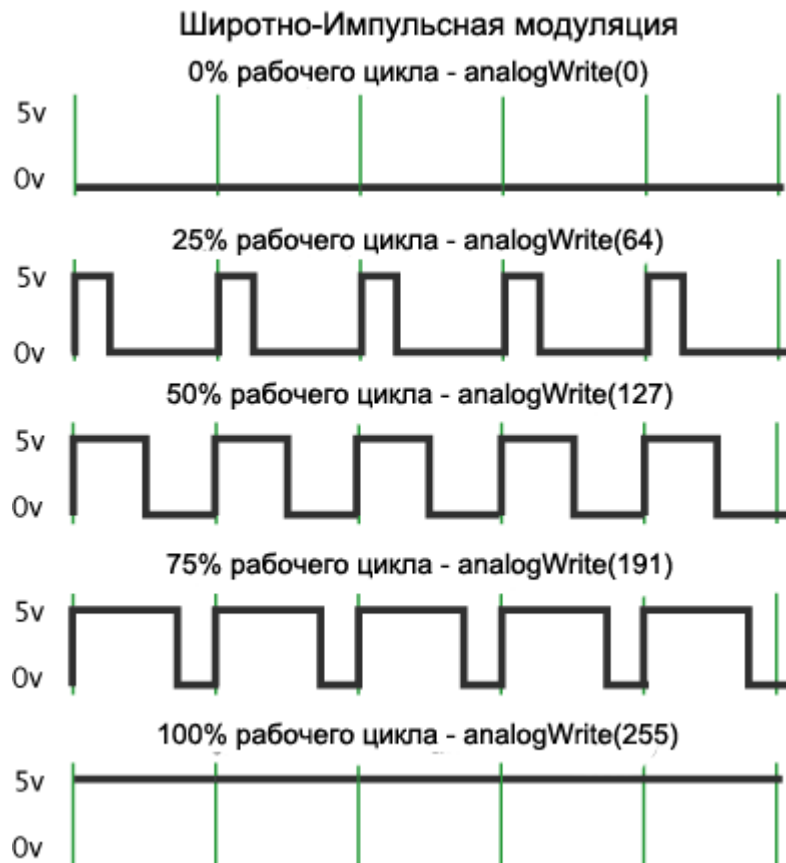 Широтно-Импульсная модуляция
0% рабочего цикла - analogWrite(0)
5v
0v
25% рабочего цикла - analogWrite(64)
5v
0v
50% рабочего цикла - analogWrite(127)
5v
0v
75% рабочего цикла - analogWrite(191)
5v
0v
100% рабочего цикла - analogWrite(255)
5v
0v